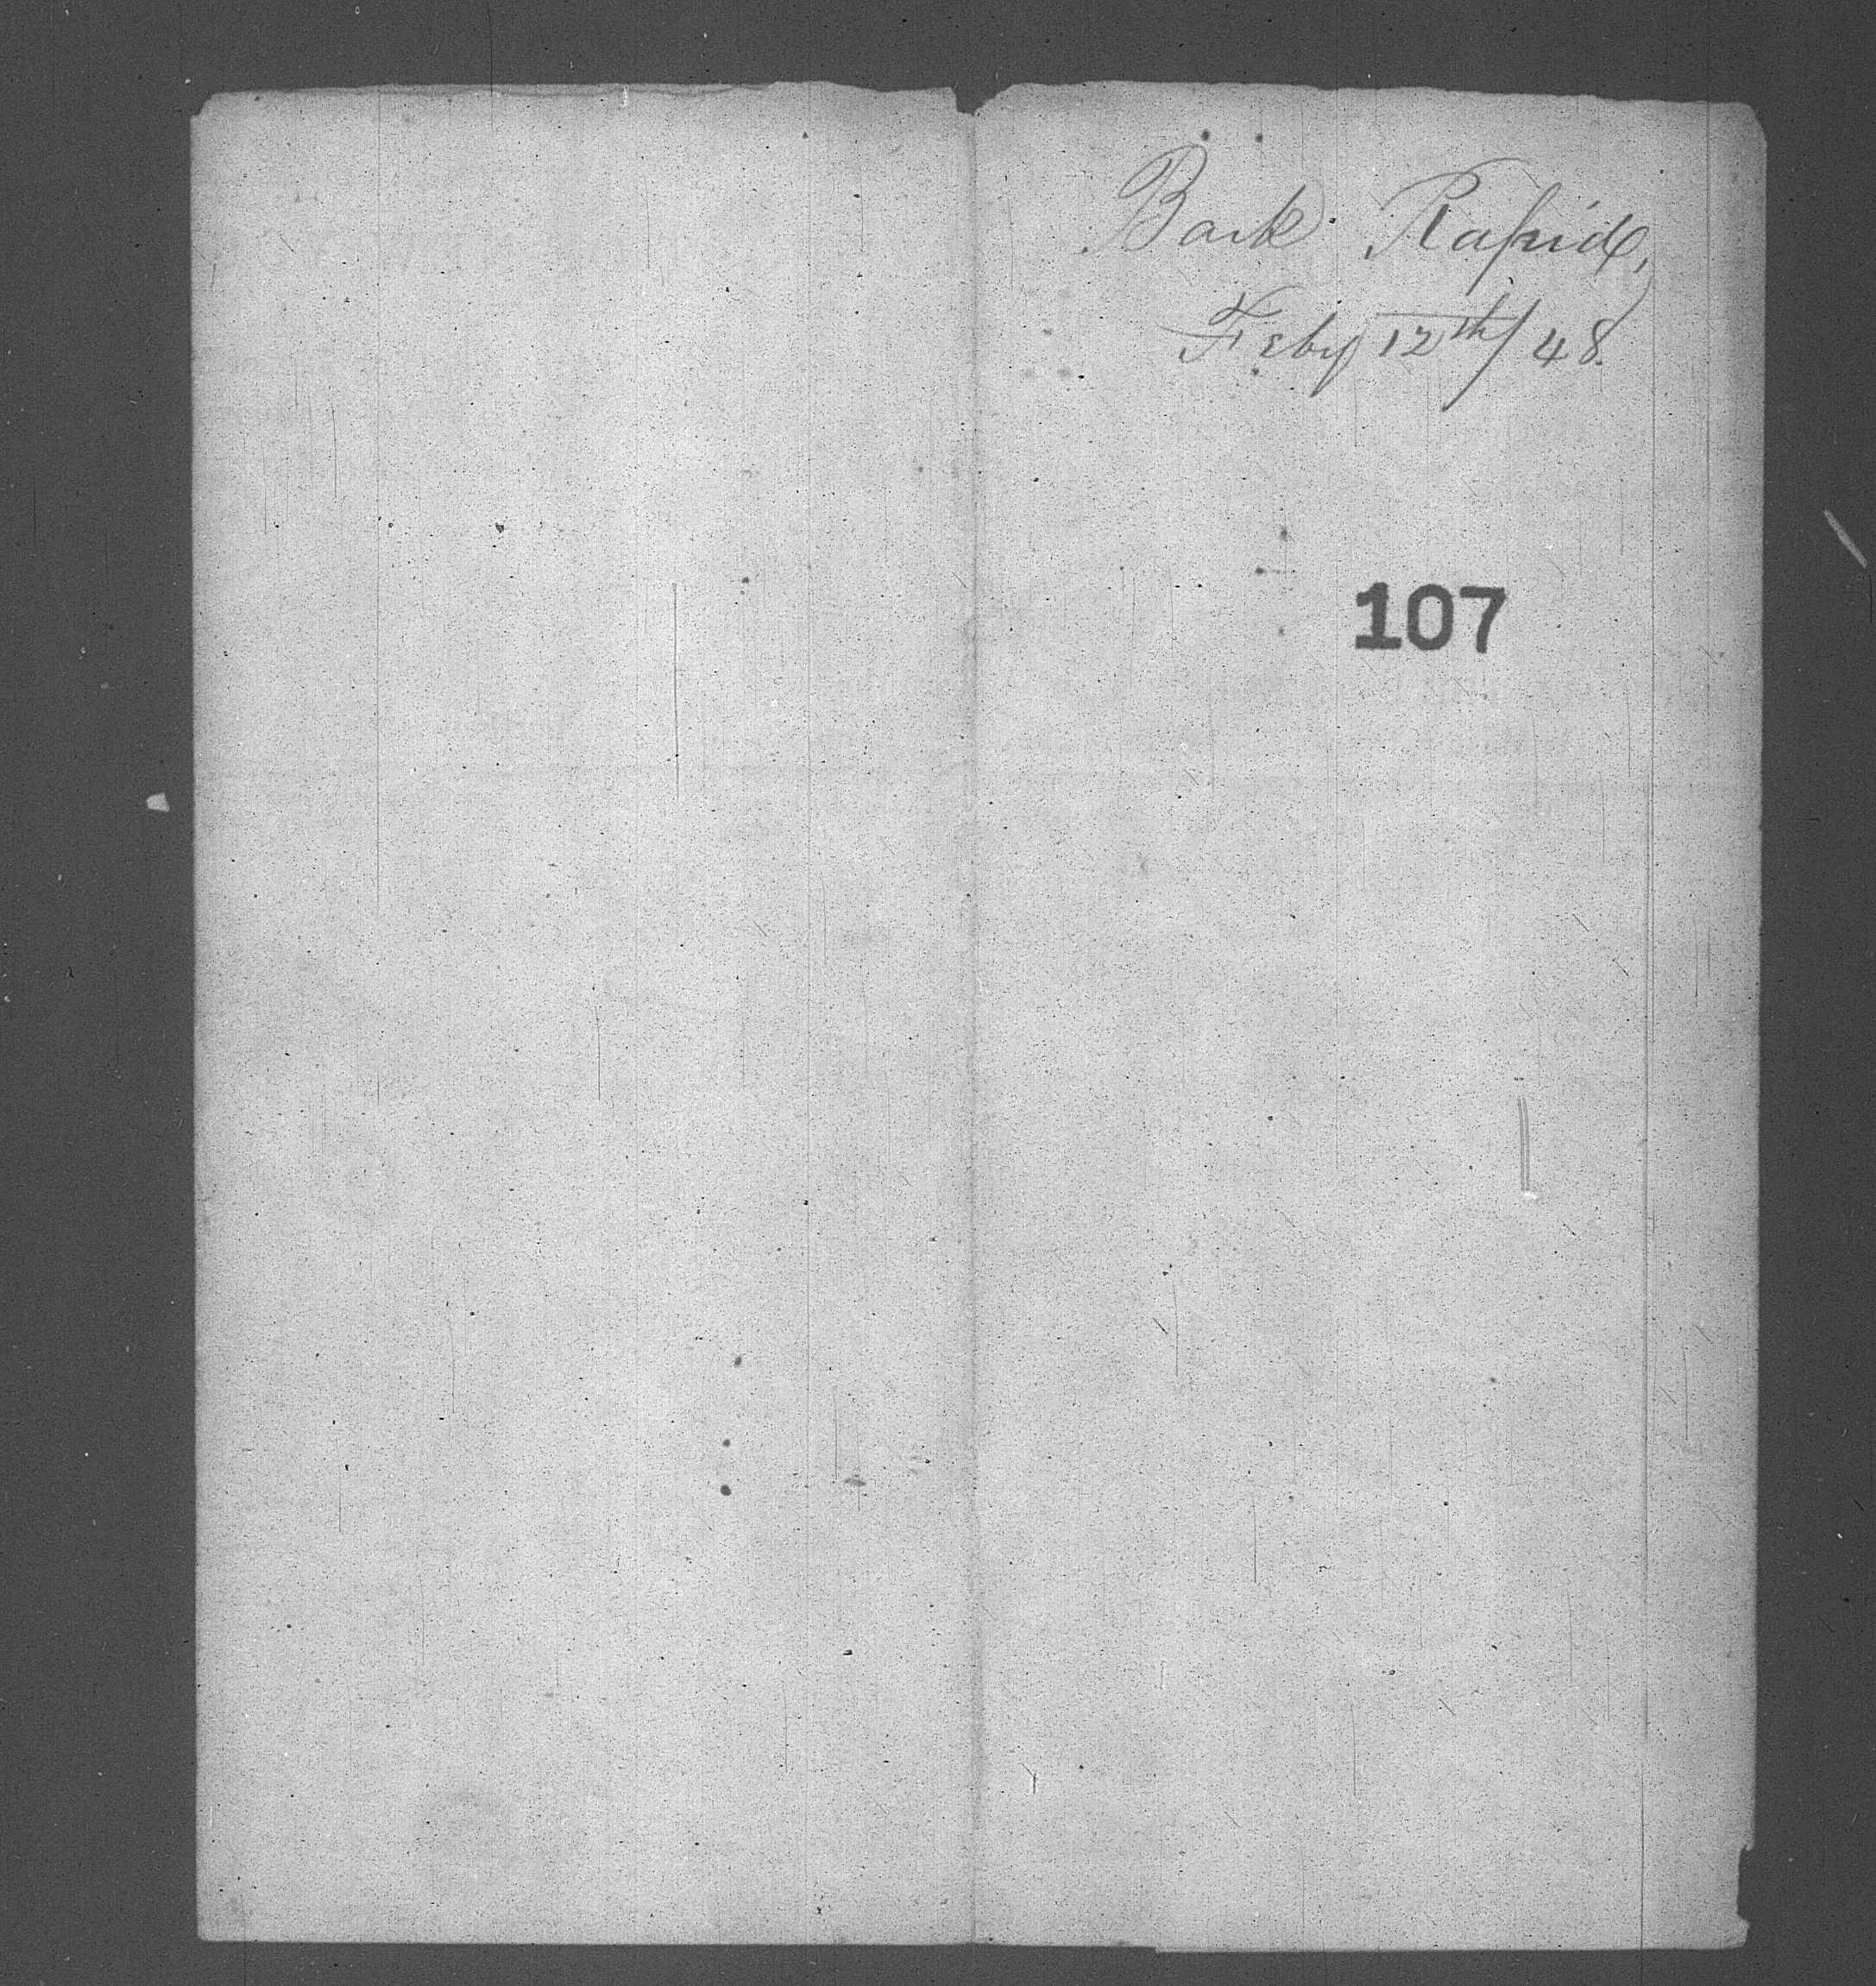 Bark Rapid,
Feby 12th/48.
107